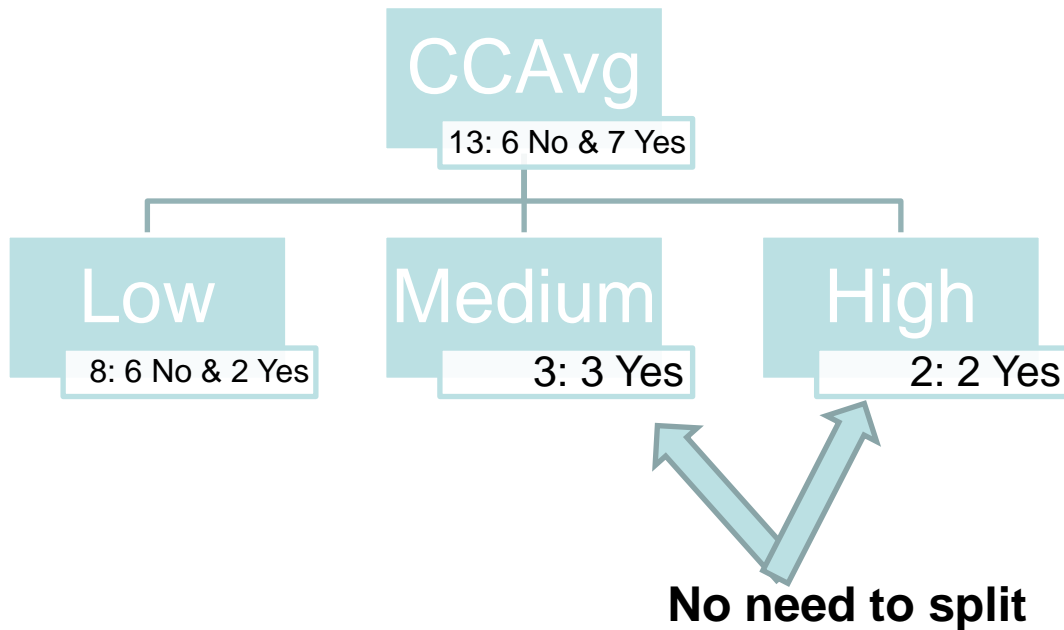 CCAvg
13: 6 No & 7 Yes
Low
8: 6 No & 2 Yes
Medium
3: 3 Yes
High
2: 2 Yes
No need to split